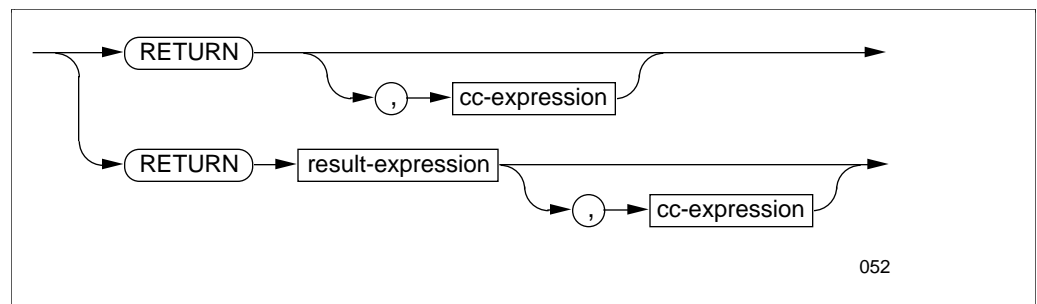 RETURN
, cc-expression
RETURN result-expression
, cc-expression
052